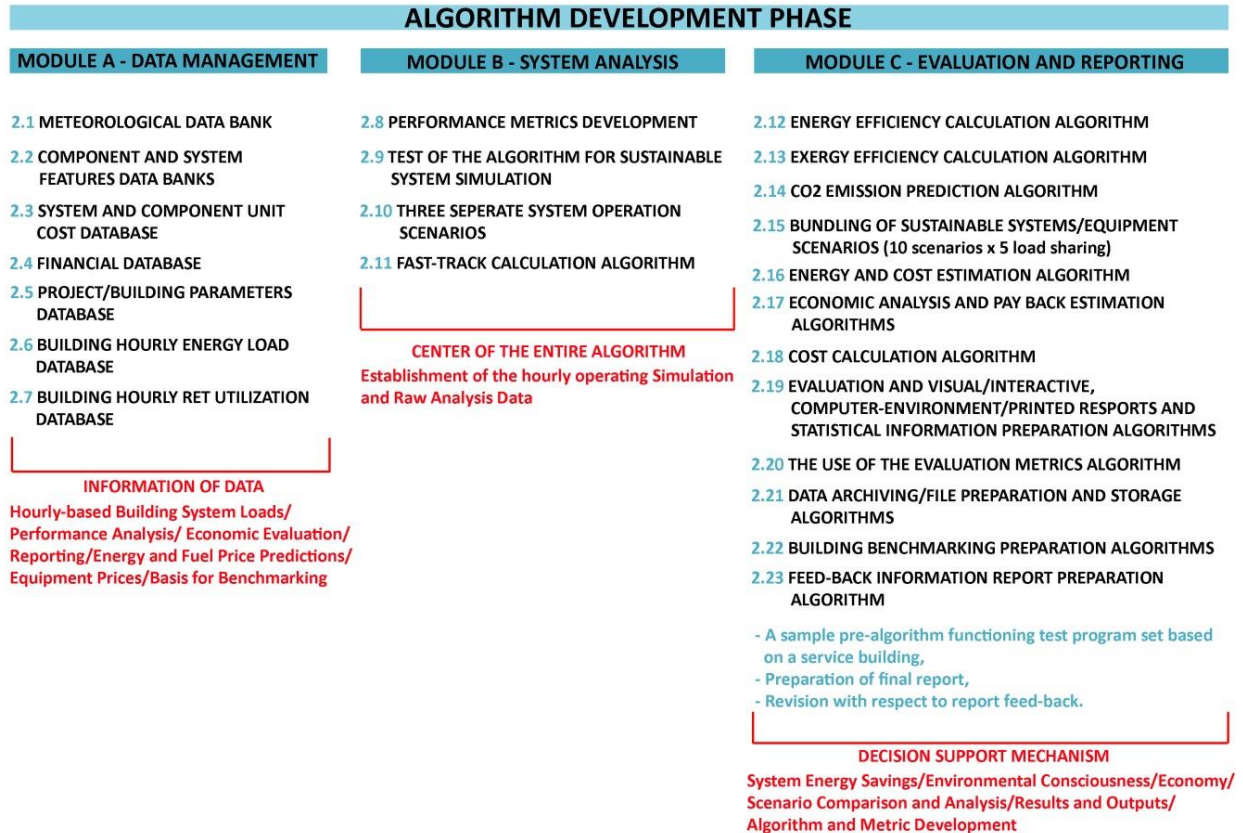 ALGORITHM DEVELOPMENT PHASE
MODULE A - DATA MANAGEMENT
2.1 METEOROLOGICAL DATA BANK
2.2 COMPONENT AND SYSTEM
FEATURES DATA BANKS
2.3 SYSTEM AND COMPONENT UNIT
COST DATABASE
2.4 FINANCIAL DATABASE
2.5 PROJECT/BUILDING PARAMETERS
DATABASE
2.6 BUILDING HOURLY ENERGY LOAD
DATABASE
2.7 BUILDING HOURLY RET UTILIZATION
DATABASE
INFORMATION OF DATA
Hourly-based Building System Loads/
Performance Analysis/ Economic Evaluation/
Reporting/Energy and Fuel Price Predictions/
Equipment Prices/Basis for Benchmarking
MODULE B - SYSTEM ANALYSIS
2.8 PERFORMANCE METRICS DEVELOPMENT
2.9 TEST OF THE ALGORITHM FOR SUSTAINABLE
SYSTEM SIMULATION
2.10 THREE SEPERATE SYSTEM OPERATION
SCENARIOS
2.11 FAST-TRACK CALCULATION ALGORITHM
CENTER OF THE ENTIRE ALGORITHM
Establishment of the hourly operating Simulation
and Raw Analysis Data
MODULE C - EVALUATION AND REPORTING
2.12 ENERGY EFFICIENCY CALCULATION ALGORITHM
2.13 EXERGY EFFICIENCY CALCULATION ALGORITHM
2.14 CO2 EMISSION PREDICTION ALGORITHM
2.15 BUNDLING OF SUSTAINABLE SYSTEMS/EQUIPMENT
SCENARIOS (10 scenarios x 5 load sharing)
2.16 ENERGY AND COST ESTIMATION ALGORITHM
2.17 ECONOMIC ANALYSIS AND PAY BACK ESTIMATION
ALGORITHMS
2.18 COST CALCULATION ALGORITHM
2.19 EVALUATION AND VISUAL/INTERACTIVE,
COMPUTER-ENVIRONMENT/PRINTED RESPORTS AND
STATISTICAL INFORMATION PREPARATION ALGORITHMS
2.20 THE USE OF THE EVALUATION METRICS ALGORITHM
2.21 DATA ARCHIVING/FILE PREPARATION AND STORAGE
ALGORITHMS
2.22 BUILDING BENCHMARKING PREPARATION ALGORITHMS
2.23 FEED-BACK INFORMATION REPORT PREPARATION
ALGORITHM
- A sample pre-algorithm functioning test program set based
on a service building,
- Preparation of final report,
- Revision with respect to report feed-back.
DECISION SUPPORT MECHANISM
System Energy Savings/Environmental Consciousness/Economy/
Scenario Comparison and Analysis/Results and Outputs/
Algorithm and Metric Development